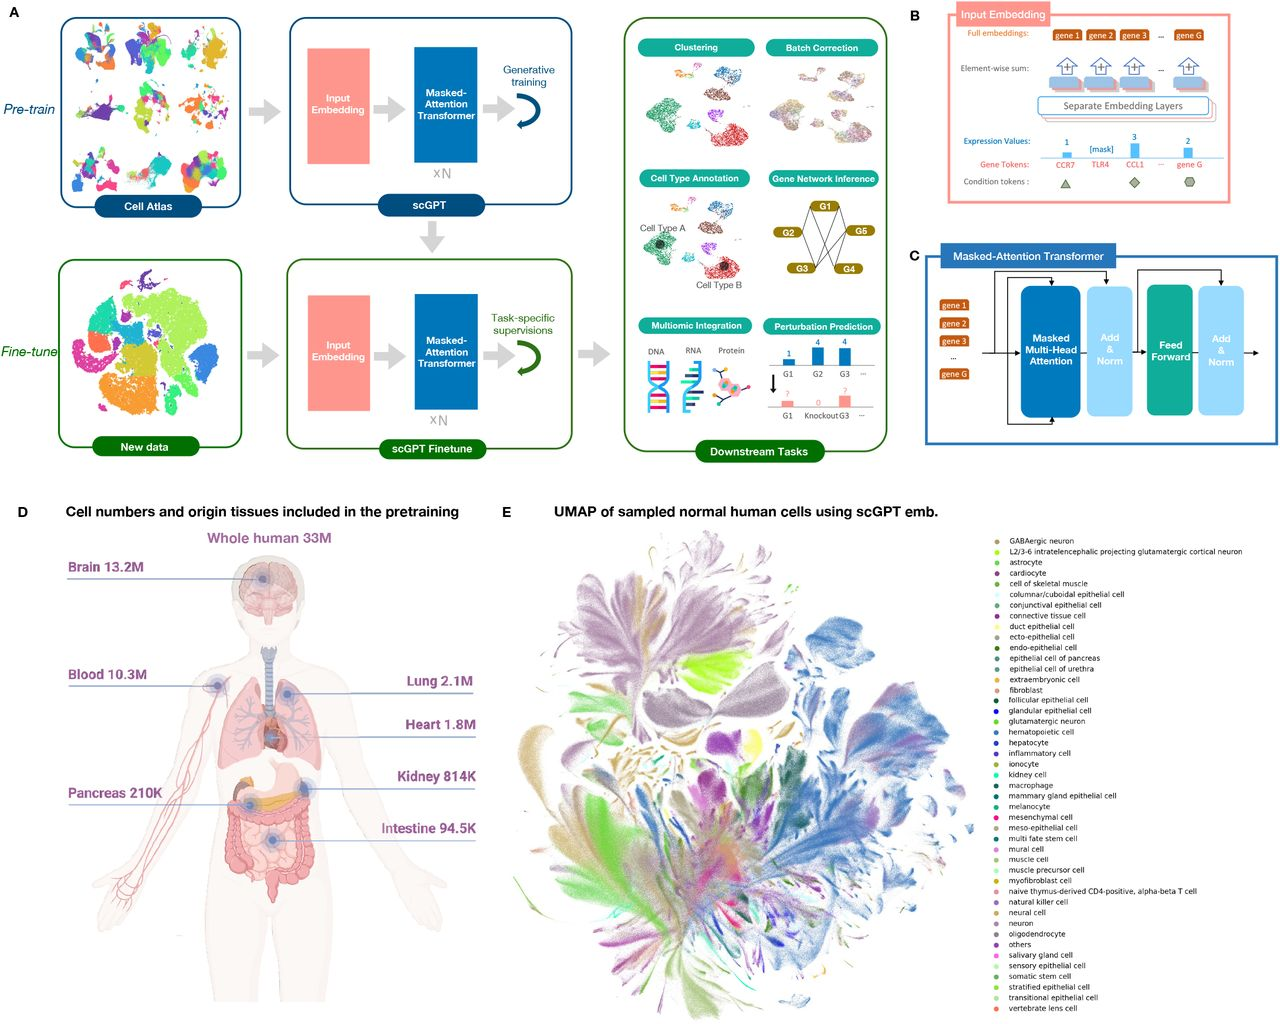 A
Pre-train
Cell Atlas
Input
Embedding
Masked-
Attention
Transformer
×N
Generative
training
scGPT
Fine-tune
New data
Input
Embedding
Masked-
Attention
Transformer
×N
Task-specific
supervisions
scGPT Finetune
Clustering
Batch Correction
Cell Type Annotation
Cell Type A
Cell Type B
Gene Network Inference
G1
G2
G5
G3
G4
Multiomic Integration
DNA
RNA
Protein
Perturbation Prediction
1
4
4
G1
G2
G3
...
?
0
?
G1
Knockout
G3
...
Downstream Tasks
B
Input Embedding
Full embeddings:
gene 1
gene 2
gene 3
...
gene G
Element-wise sum:
+
+
+
...
+
Separate Embedding Layers
Expression Values:
1
[mask]
3
2
Gene Tokens:
CCR7
TLR4
CCL1
...
gene G
Condition tokens :
C
Masked-Attention Transformer
gene 1
gene 2
gene 3
...
gene G
Masked
Multi-Head
Attention
Add
&
Norm
Feed
Forward
Add
&
Norm
D
Cell numbers and origin tissues included in the pretraining
Whole human 33M
Brain 13.2M
Blood 10.3M
Lung 2.1M
Heart 1.8M
Kidney 814K
Pancreas 210K
Intestine 94.5K
E
UMAP of sampled normal human cells using scGPT emb.
GABAergic neuron
L2/3-6 intratelencephalic projecting glutamatergic cortical neuron
astrocyte
cardiocyte
cell of skeletal muscle
columnar/cuboidal epithelial cell
conjunctival epithelial cell
connective tissue cell
duct epithelial cell
ecto-epithelial cell
endo-epithelial cell
epithelial cell of pancreas
epithelial cell of urethra
extraembryonic cell
fibroblast
follicular epithelial cell
glandular epithelial cell
glutamatergic neuron
hematopoietic cell
hepatocyte
inflammatory cell
ionocyte
kidney cell
macrophage
mammary gland epithelial cell
melanocyte
mesenchymal cell
meso-epithelial cell
multi fate stem cell
mural cell
muscle cell
muscle precursor cell
myofibroblast cell
naive thymus-derived CD4-positive, alpha-beta T cell
natural killer cell
neural cell
neuron
oligodendrocyte
others
salivary gland cell
sensory epithelial cell
somatic stem cell
stratified epithelial cell
transitional epithelial cell
vertebrate lens cell